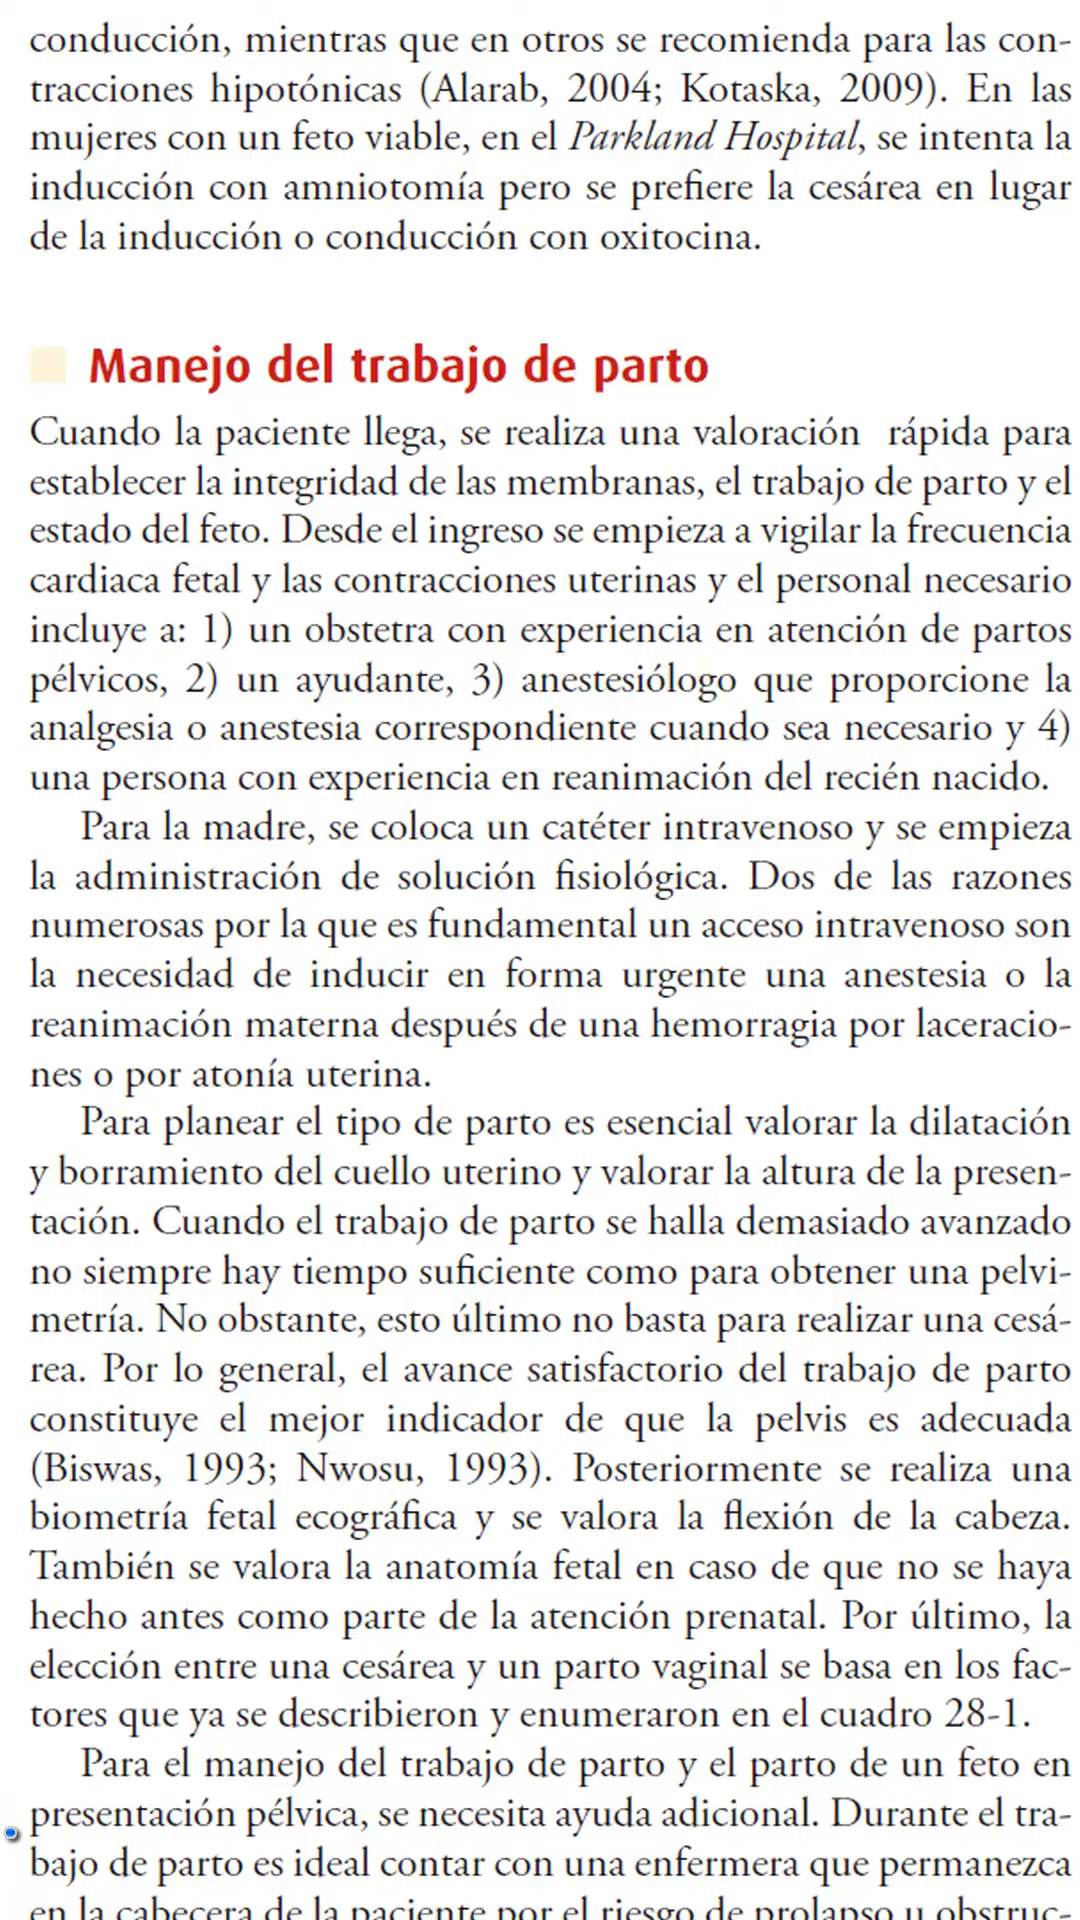 conducción, mientras que en otros se recomienda para las con-
tracciones hipotónicas (Alarab, 2004; Kotaska, 2009). En las
mujeres con un feto viable, en el Parkland Hospital, se intenta la
inducción con amniotomía pero se prefiere la cesárea en lugar
de la inducción o conducción con oxitocina.
Manejo del trabajo de parto
Cuando la paciente llega, se realiza una valoración rápida para
establecer la integridad de las membranas, el trabajo de parto y el
estado del feto. Desde el ingreso se empieza a vigilar la frecuencia
cardiaca fetal y las contracciones uterinas y el personal necesario
incluye a: 1) un obstetra con experiencia en atención de partos
pélvicos, 2) un ayudante, 3) anestesiólogo que proporcione la
analgesia o anestesia correspondiente cuando sea necesario y 4)
una persona con experiencia en reanimación del recién nacido.
Para la madre, se coloca un catéter intravenoso y se empieza
la administración de solución fisiológica. Dos de las razones
numerosas por la que es fundamental un acceso intravenoso son
la necesidad de inducir en forma urgente una anestesia o la
reanimación materna después de una hemorragia por laceracio-
nes o por atonía uterina.
Para planear el tipo de parto es esencial valorar la dilatación
y borramiento del cuello uterino y valorar la altura de la presen-
tación. Cuando el trabajo de parto se halla demasiado avanzado
no siempre hay tiempo suficiente como para obtener una pelvi-
metría. No obstante, esto último no basta para realizar una cesá-
rea. Por lo general, el avance satisfactorio del trabajo de parto
constituye el mejor indicador de que la pelvis es adecuada
(Biswas, 1993; Nwosu, 1993). Posteriormente se realiza una
biometría fetal ecográfica y se valora la flexión de la cabeza.
También se valora la anatomía fetal en caso de que no se haya
hecho antes como parte de la atención prenatal. Por último, la
elección entre una cesárea y un parto vaginal se basa en los fac-
tores que ya se describieron y enumeraron en el cuadro 28-1.
Para el manejo del trabajo de parto y el parto de un feto en
presentación pélvica, se necesita ayuda adicional. Durante el tra-
bajo de parto es ideal contar con una enfermera que permanezca
en la cabecera de la paciente por el riesgo de prolapso u obstruc-